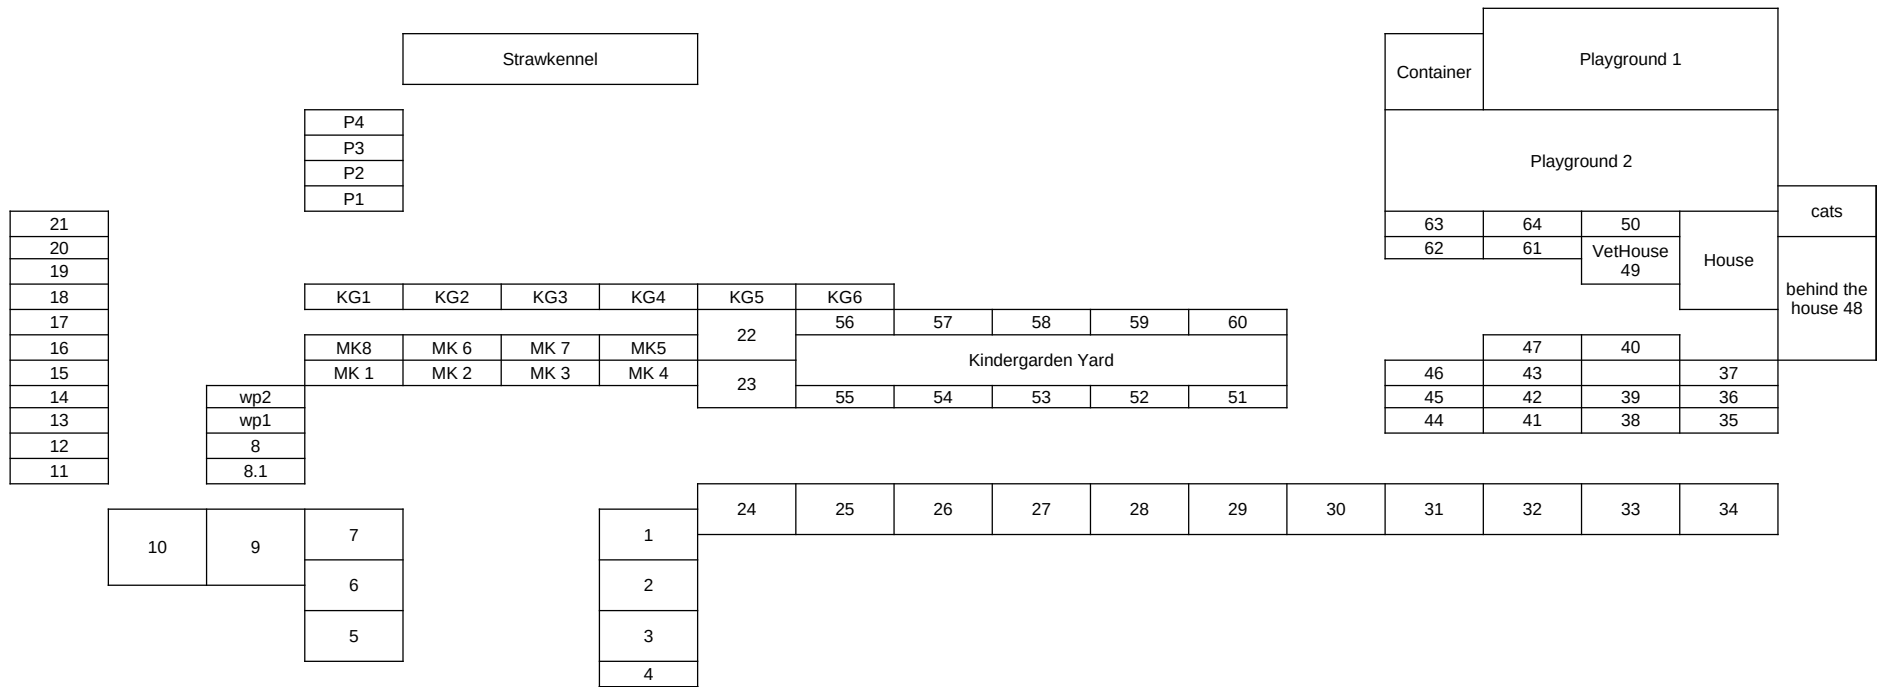 Playground 1
Strawkennel
Container
P4
P3
Playground 2
P2
P1
cats
21 63 64 50
20 62 61 VetHouse
49
House
19
18 KG1 KG2 KG3 KG4 KG5 KG6
behind the
house 48
17 22 56 57 58 59 60
16 MK8 MK 6 MK 7 MK5 Kindergarden Yard 47 40
15 MK 1 MK 2 MK 3 MK 4 23 46 43 37
14 wp2 55 54 53 52 51 45 42 39 36
13 wp1 44 41 38 35
12 8
11 8.1
24 25 26 27 28 29 30 31 32 33 34
10 9 7 1
6 2
5 3
4